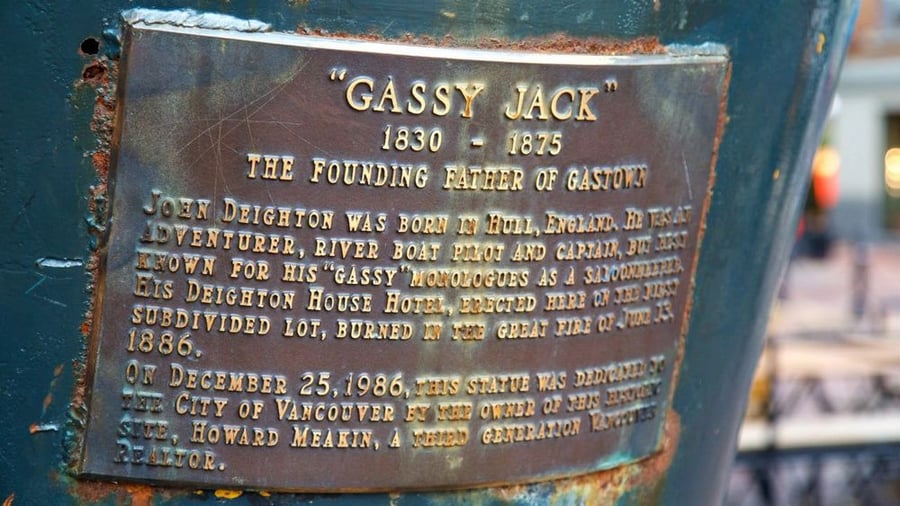 "GASSY JACK"
1830 - 1875
THE FOUNDING FATHER OF GASTOWN
JOHN DEIGHTON WAS BORN IN HULL, ENGLAND. HE WAS AN
ADVENTURER, RIVER BOAT PILOT AND CAPTAIN, BUT BEST
KNOWN FOR HIS "GASSY" MONOLOGUES AS A SALOONKEEPER.
HIS DEIGHTON HOUSE HOTEL, ERECTED HERE ON THE FIRST
SUBDIVIDED LOT, BURNED IN THE GREAT FIRE OF JUNE 13,
1886.
ON DECEMBER 25, 1986, THIS STATUE WAS DEDICATED TO
THE CITY OF VANCOUVER BY THE OWNER OF THIS HISTORIC
SITE, HOWARD MEAKIN, A THIRD GENERATION VANCOUVER
REALTOR.